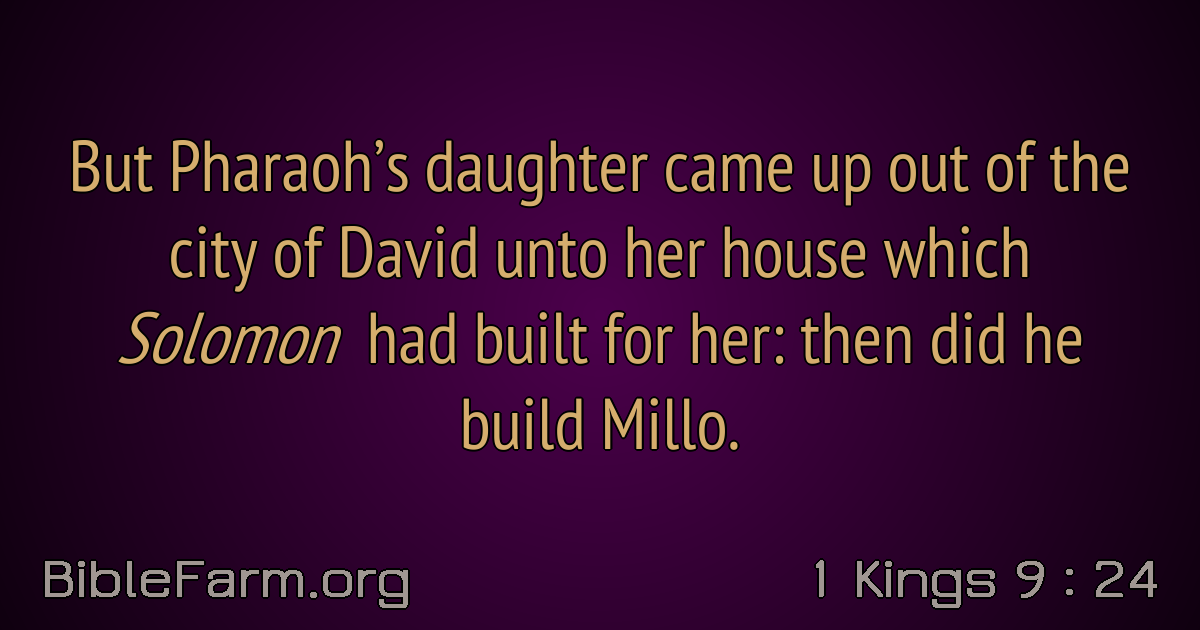 But Pharaoh’s daughter came up out of the
city of David unto her house which
Solomon had built for her: then did he
build Millo.
BibleFarm.org
1 Kings 9 : 24